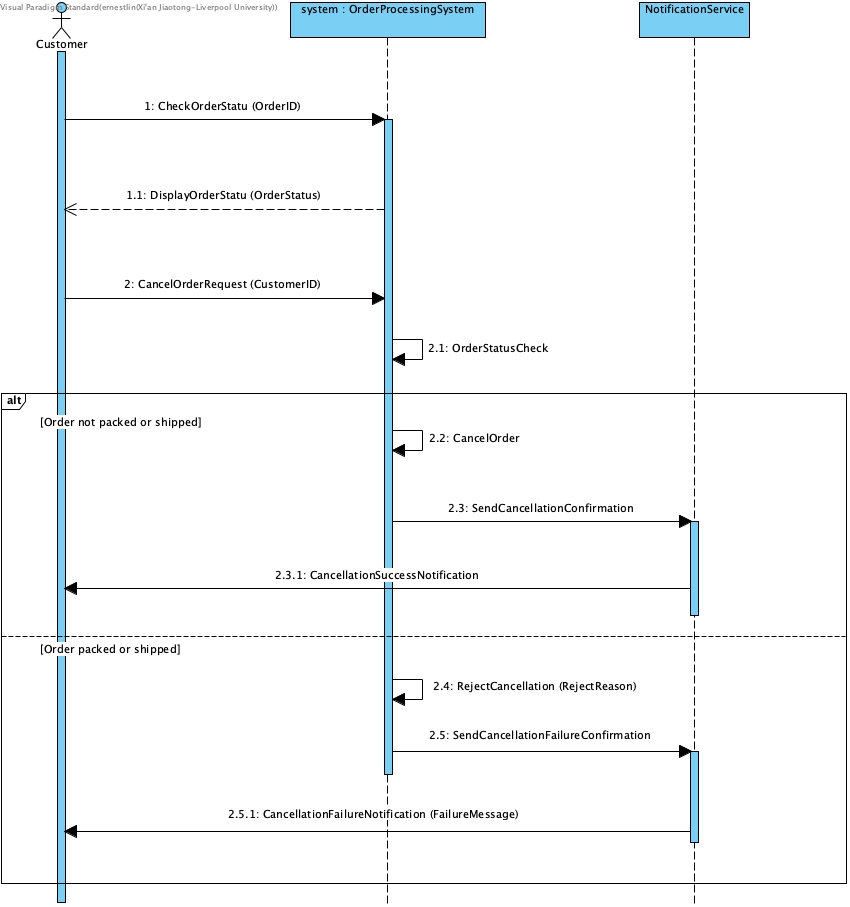 Visual Paradigm Standard(ernestlin(Xi'an Jiaotong-Liverpool University))
system : OrderProcessingSystem
NotificationService
Customer
1: CheckOrderStatu (OrderID)
1.1: DisplayOrderStatu (OrderStatus)
2: CancelOrderRequest (CustomerID)
2.1: OrderStatusCheck
alt
[Order not packed or shipped]
2.2: CancelOrder
2.3: SendCancellationConfirmation
2.3.1: CancellationSuccessNotification
[Order packed or shipped]
2.4: RejectCancellation (RejectReason)
2.5: SendCancellationFailureConfirmation
2.5.1: CancellationFailureNotification (FailureMessage)